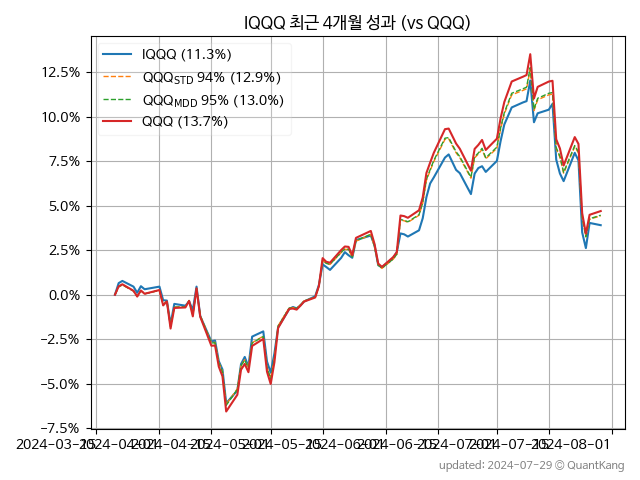 IQQQ 최근 4개월 성과 (vs QQQ)
IQQQ (11.3%)
QQQSTD 94% (12.9%)
QQQMDD 95% (13.0%)
QQQ (13.7%)
12.5%
10.0%
7.5%
5.0%
2.5%
0.0%
−2.5%
−5.0%
−7.5%
2024-03-15 2024-04-01 2024-04-15 2024-05-01 2024-05-15 2024-06-01 2024-06-15 2024-07-01 2024-07-15 2024-08-01
updated: 2024-07-29 © QuantKang